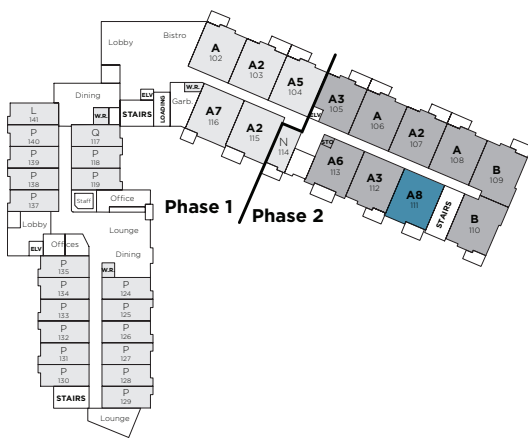 Lobby
Bistro
A
102
A2
103
A5
104
A3
105
A
106
A2
107
A
108
B
109
ELV
W.R.
Garb.
LOADING
STAIRS
ELV
Dining
W.R.
A7
116
A2
115
N
114
ELV
STO
A6
113
A3
112
A8
111
STAIRS
B
110
L
141
P
140
P
139
P
138
P
137
Q
117
P
118
P
119
Staff
Office
Phase 1
Phase 2
Lobby
ELV
Offices
Lounge
Dining
W.R.
P
135
P
134
P
133
P
132
P
131
P
130
STAIRS
P
124
P
125
P
126
P
127
P
128
P
129
Lounge